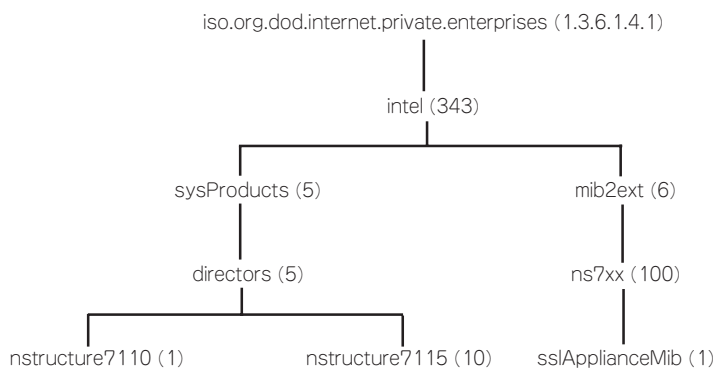 iso.org.dod.internet.private.enterprises (1.3.6.1.4.1)
intel (343)
sysProducts (5)
mib2ext (6)
directors (5)
ns7xx (100)
nstructure7110 (1)
nstructure7115 (10)
sslApplianceMib (1)